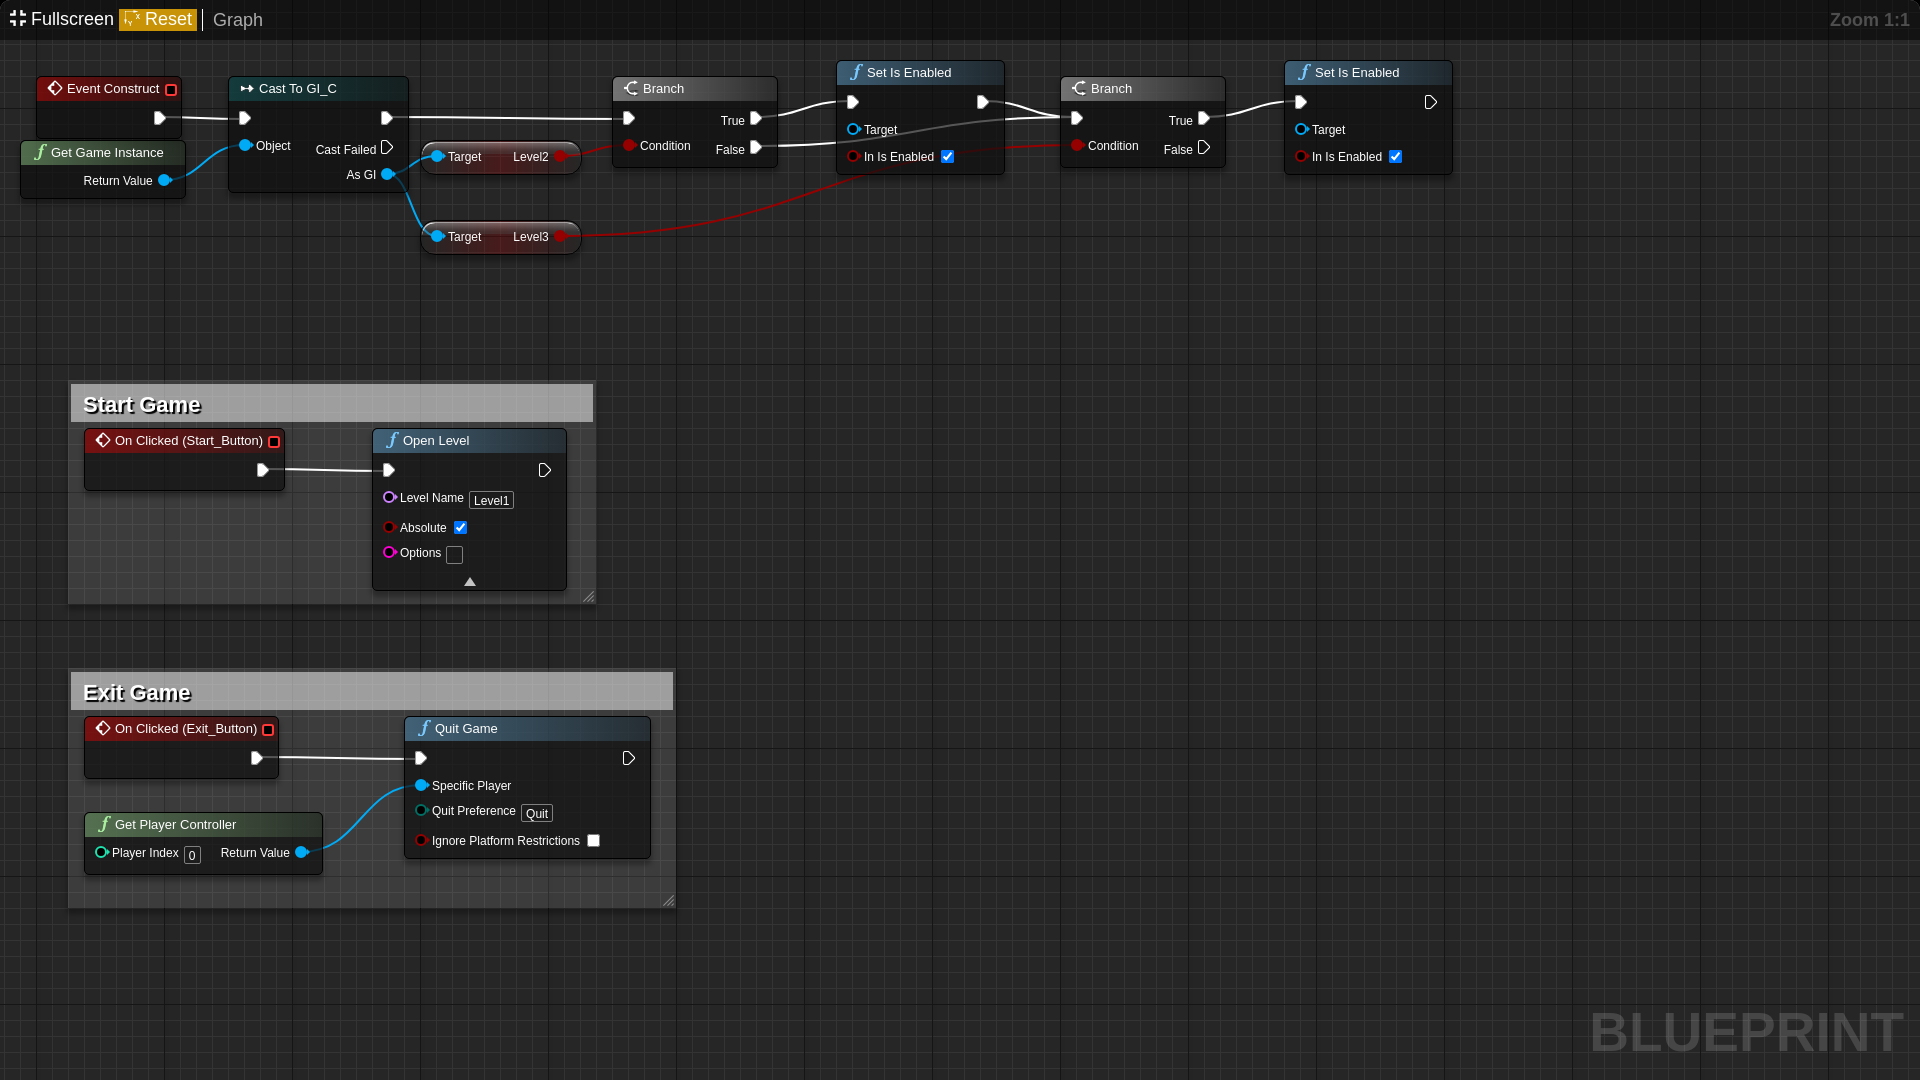 Fullscreen Reset Graph Zoom 1:1
Event Construct
Get Game Instance
Return Value
Cast To GI_C
Object
Cast Failed
As GI
Target Level2
Target Level3
Branch
True
Condition
False
Set Is Enabled
Target
In Is Enabled
Branch
True
Condition
False
Set Is Enabled
Target
In Is Enabled
Start Game
On Clicked (Start_Button)
Open Level
Level Name Level1
Absolute
Options
Exit Game
On Clicked (Exit_Button)
Quit Game
Specific Player
Quit Preference Quit
Ignore Platform Restrictions
Get Player Controller
Player Index 0 Return Value
BLUEPRINT